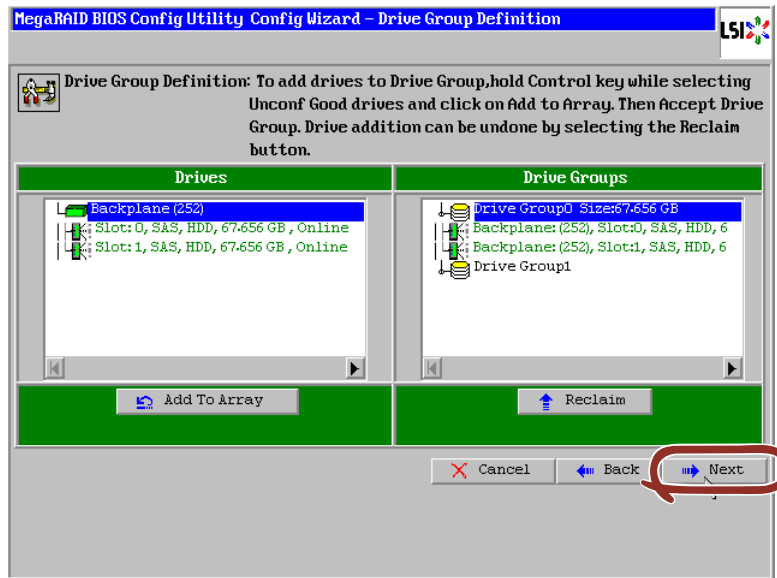 MegaRAID BIOS Config Utility Config Wizard – Drive Group Definition
LSI
Drive Group Definition: To add drives to Drive Group,hold Control key while selecting
Unconf Good drives and click on Add to Array. Then Accept Drive
Group. Drive addition can be undone by selecting the Reclaim
button.
Drives
Backplane (252)
Slot: 0, SAS, HDD, 67.656 GB , Online
Slot: 1, SAS, HDD, 67.656 GB , Online
Add To Array
Drive Groups
Drive Group0 Size:67.656 GB
Backplane: (252), Slot:0, SAS, HDD, 6
Backplane: (252), Slot:1, SAS, HDD, 6
Drive Group1
Reclaim
Cancel
Back
Next